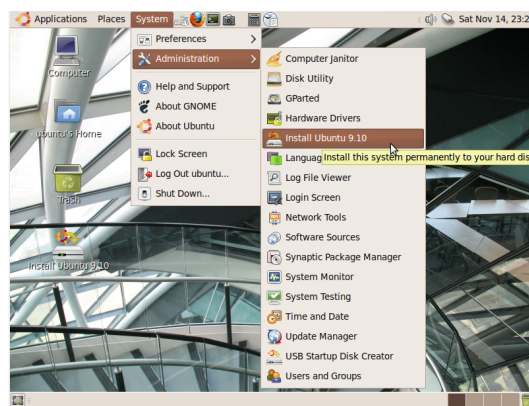 Applications Places System Sat Nov 14, 23:2
Preferences
Administration
Help and Support
About GNOME
About Ubuntu
Lock Screen
Log Out ubuntu...
Shut Down...
Computer Janitor
Disk Utility
GParted
Hardware Drivers
Install Ubuntu 9.10
Languag Install this system permanently to your hard dis
Log File Viewer
Login Screen
Network Tools
Software Sources
Synaptic Package Manager
System Monitor
System Testing
Time and Date
Update Manager
USB Startup Disk Creator
Users and Groups
Computer
ubuntu's Home
Trash
Install Ubuntu 9.10